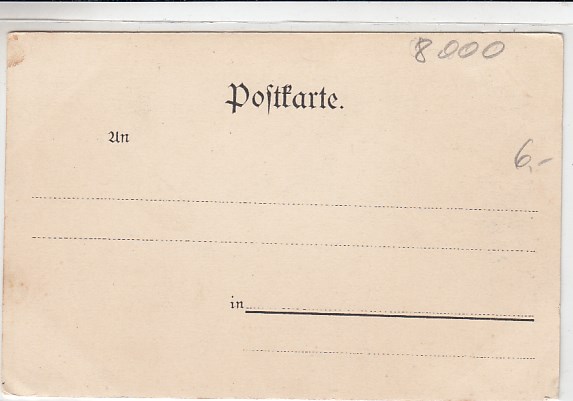 8000
Postkarte.
An
6,-
in